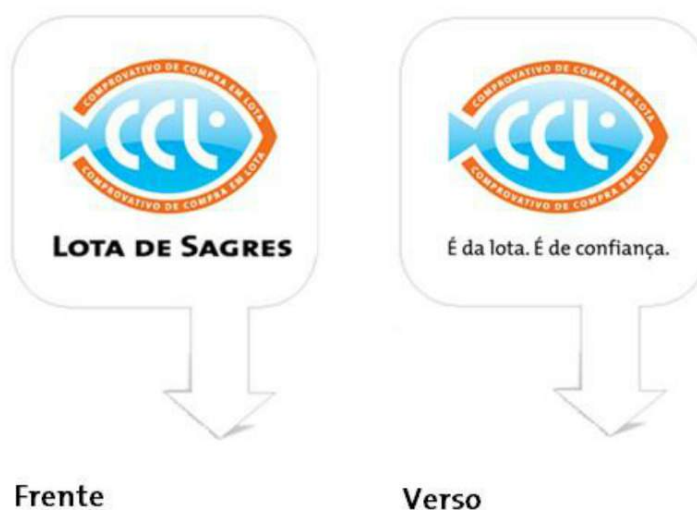 COMPROVATIVO DE COMPRA EM LOTA
CCL
COMPROVATIVO DE COMPRA EM LOTA
LOTA DE SAGRES
COMPROVATIVO DE COMPRA EM LOTA
CCL
COMPROVATIVO DE COMPRA EM LOTA
É da lota. É de confiança.
Frente
Verso